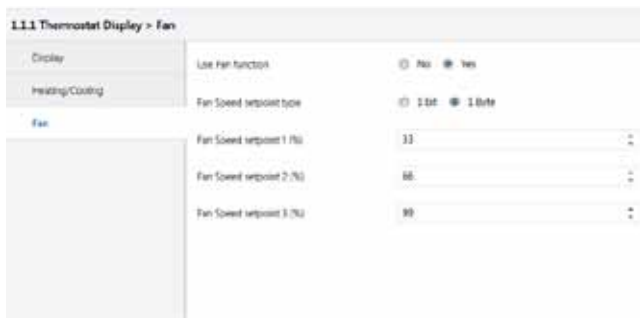 1.1.1 Thermostat Display > Fan
Display
Heating/Cooling
Fan
Use Fan function
No
Yes
Fan Speed setpoint type
1 bit
1 Byte
Fan Speed setpoint 1 (%)
33
Fan Speed setpoint 2 (%)
66
Fan Speed setpoint 3 (%)
99